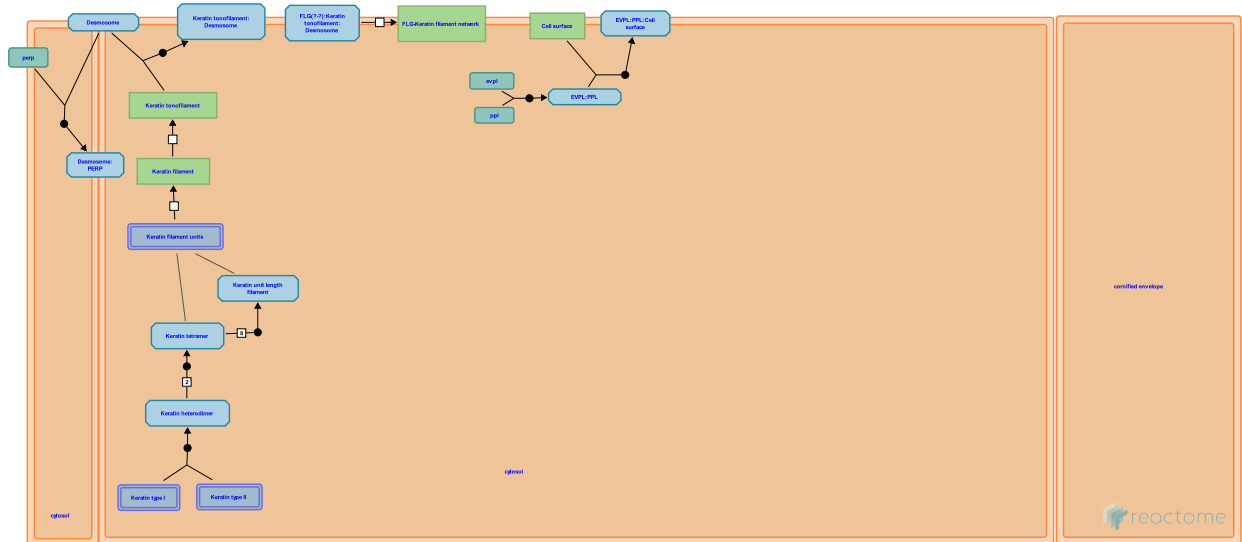 Desmosome
Keratin tonofilament:
Desmosome
FLG(?-?):Keratin
tonofilament:
Desmosome
FLG-Keratin filament network
Cell surface
EVPL:PPL:Cell
surface
perp
evpl
EVPL:PPL
ppl
Keratin tonofilament
Desmosome:
PERP
Keratin filament
Keratin filament units
Keratin unit length
filament
cornified envelope
Keratin tetramer
8
2
Keratin heterodimer
cytosol
Keratin type I
Keratin type II
cytosol
reactome